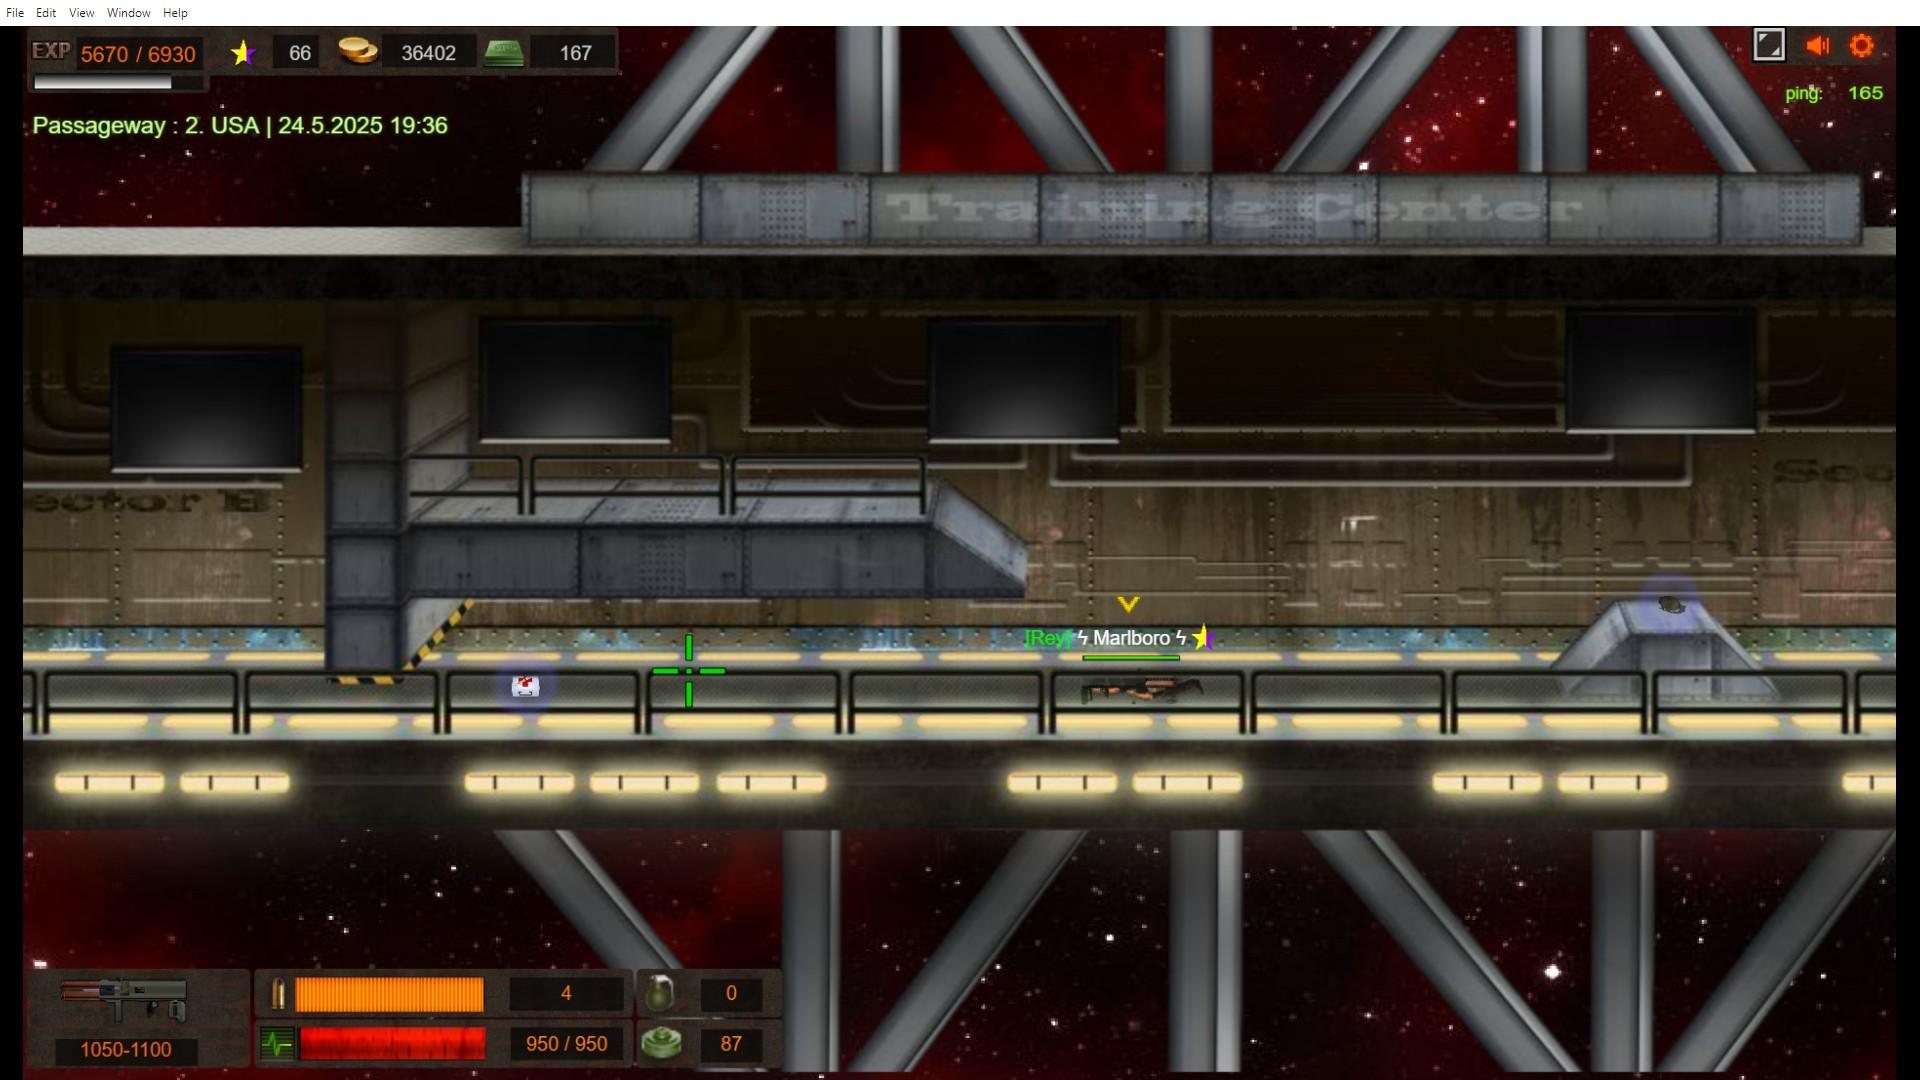 File Edit View Window Help
EXP 5670 / 6930 66 36402 167
ping: 165
Passageway : 2. USA | 24.5.2025 19:36
Training Center
ector B
Sec
[Rey] ϟ Marlboro ϟ
4 0
1050-1100 950 / 950 87